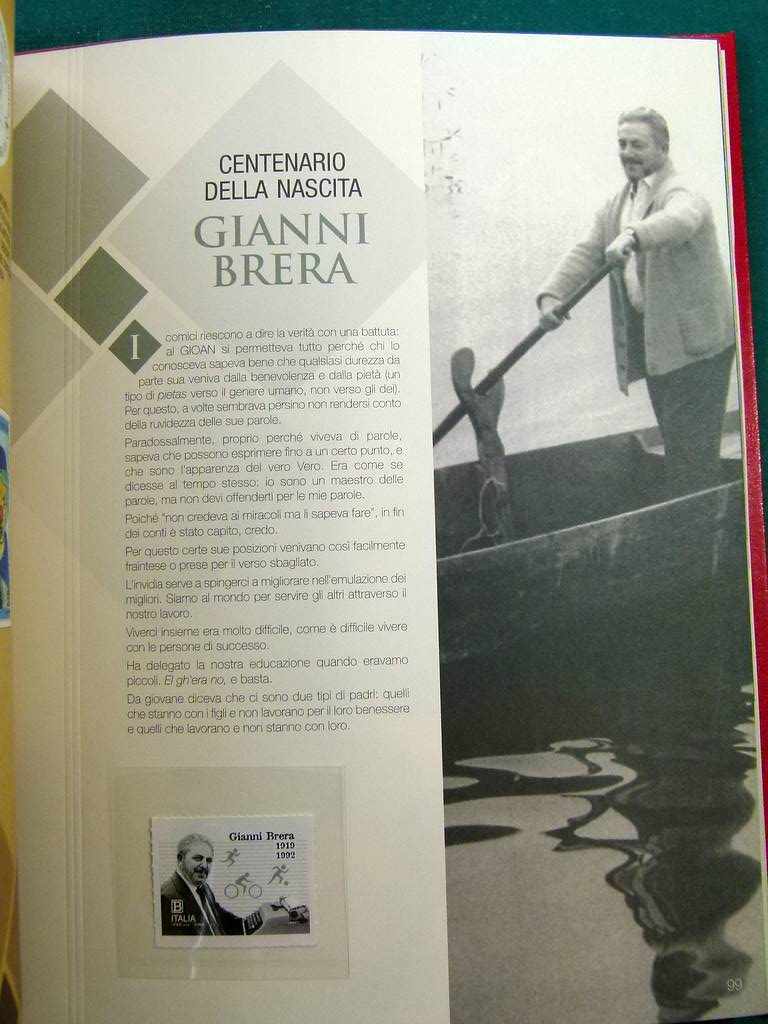 CENTENARIO
DELLA NASCITA
GIANNI
BRERA
I comici riescono a dire la verità con una battuta:
al GIOAN si permetteva tutto perché chi lo
conosceva sapeva bene che qualsiasi durezza da
parte sua veniva dalla benevolenza e dalla pietà (un
tipo di pietas verso il genere umano, non verso gli dei).
Per questo, a volte sembrava persino non rendersi conto
della ruvidezza delle sue parole.
Paradossalmente, proprio perché viveva di parole,
sapeva che possono esprimere fino a un certo punto, e
che sono l'apparenza del vero Vero. Era come se
dicesse al tempo stesso: io sono un maestro delle
parole, ma non devi offenderti per le mie parole.
Poiché "non credeva ai miracoli ma li sapeva fare", in fin
dei conti è stato capito, credo.
Per questo certe sue posizioni venivano così facilmente
fraintese o prese per il verso sbagliato.
L'invidia serve a spingerci a migliorare nell'emulazione dei
migliori. Siamo al mondo per servire gli altri attraverso il
nostro lavoro.
Viverci insieme era molto difficile, come è difficile vivere
con le persone di successo.
Ha delegato la nostra educazione quando eravamo
piccoli. El gh'era no, e basta.
Da giovane diceva che ci sono due tipi di padri: quelli
che stanno con i figli e non lavorano per il loro benessere
e quelli che lavorano e non stanno con loro.
Gianni Brera
1919
1992
B
ITALIA
99